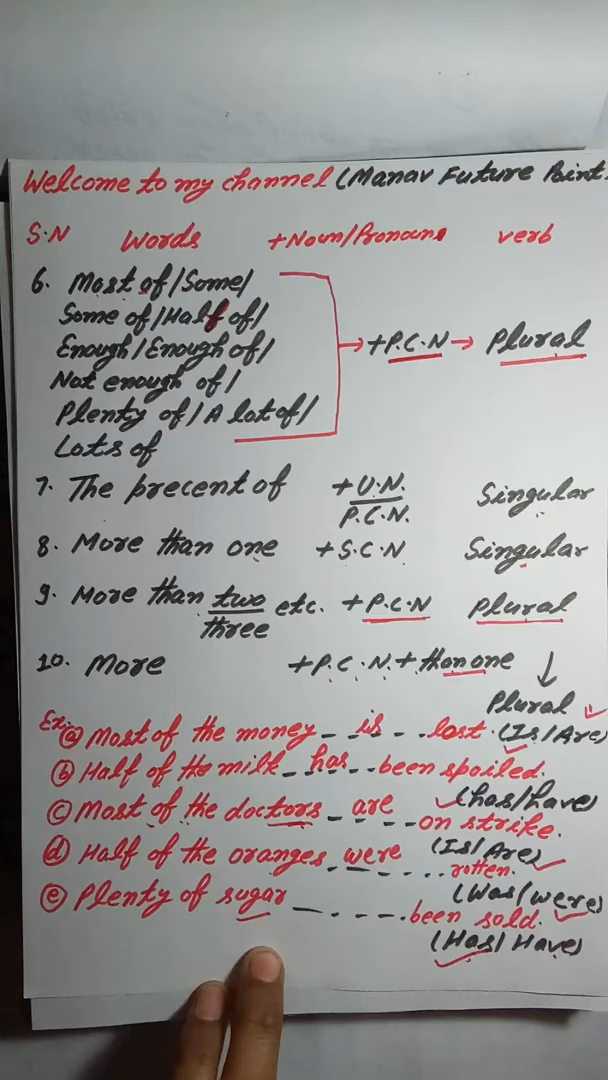 Welcome to my channel (Manav Future Point)
S.N Words +Noun/Pronouns verb
6. Most of/Some/
Some of/Half of/
Enough/Enough of/ → +P.C.N → Plural
Not enough of/
Plenty of/A lot of/
Lots of
7. The precent of +U.N./P.C.N. Singular
8. More than one +S.C.N Singular
9. More than two/three etc. +P.C.N Plural
10. More +P.C.N.+than one ↓
Plural
Ex. ⓐ Most of the money _ is _ lost. (Is/Are)
ⓑ Half of the milk _ has _ been spoiled.
(has/have)
ⓒ Most of the doctors _ are _ on strike.
(Is/Are)
ⓓ Half of the oranges were _ rotten.
(Was/were)
ⓔ Plenty of sugar _ _ _ been sold.
(Has/Have)